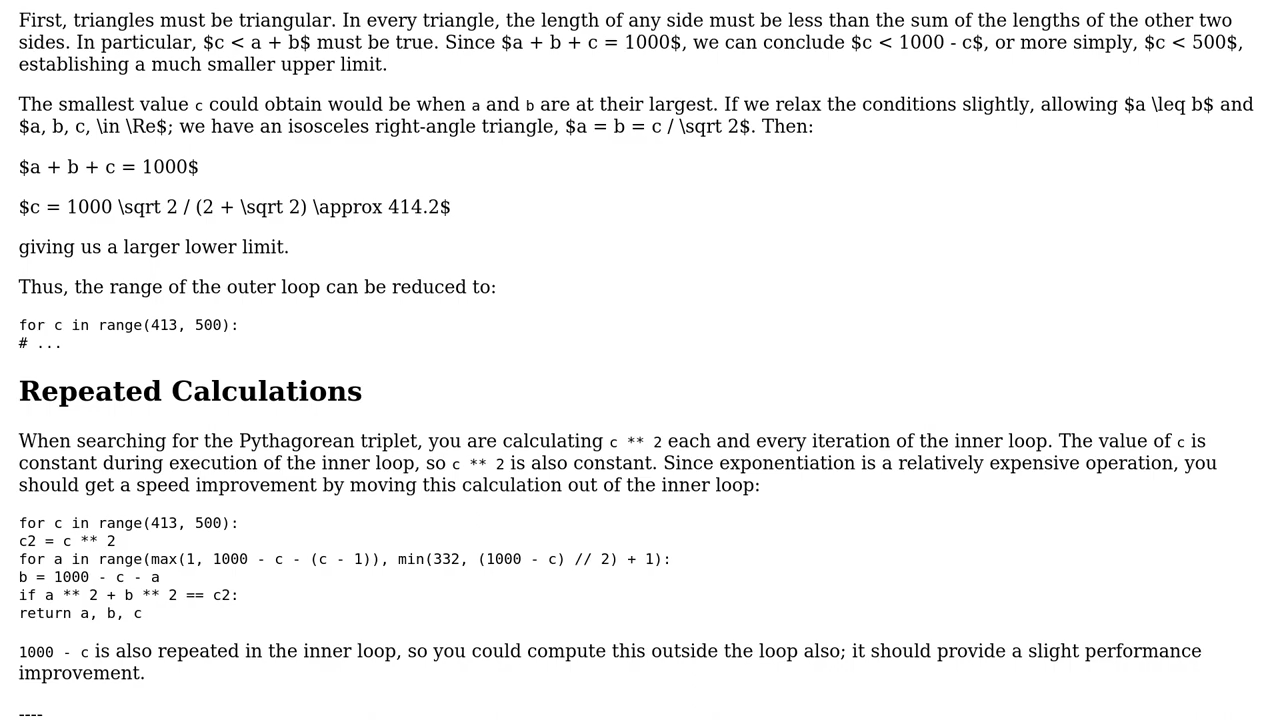 First, triangles must be triangular. In every triangle, the length of any side must be less than the sum of the lengths of the other two
sides. In particular, $c < a + b$ must be true. Since $a + b + c = 1000$, we can conclude $c < 1000 - c$, or more simply, $c < 500$,
establishing a much smaller upper limit.
The smallest value c could obtain would be when a and b are at their largest. If we relax the conditions slightly, allowing $a \leq b$ and
$a, b, c, \in \Re$; we have an isosceles right-angle triangle, $a = b = c / \sqrt 2$. Then:
$a + b + c = 1000$
$c = 1000 \sqrt 2 / (2 + \sqrt 2) \approx 414.2$
giving us a larger lower limit.
Thus, the range of the outer loop can be reduced to:
for c in range(413, 500):
# ...
Repeated Calculations
When searching for the Pythagorean triplet, you are calculating c ** 2 each and every iteration of the inner loop. The value of c is
constant during execution of the inner loop, so c ** 2 is also constant. Since exponentiation is a relatively expensive operation, you
should get a speed improvement by moving this calculation out of the inner loop:
for c in range(413, 500):
c2 = c ** 2
for a in range(max(1, 1000 - c - (c - 1)), min(332, (1000 - c) // 2) + 1):
b = 1000 - c - a
if a ** 2 + b ** 2 == c2:
return a, b, c
1000 - c is also repeated in the inner loop, so you could compute this outside the loop also; it should provide a slight performance
improvement.
----